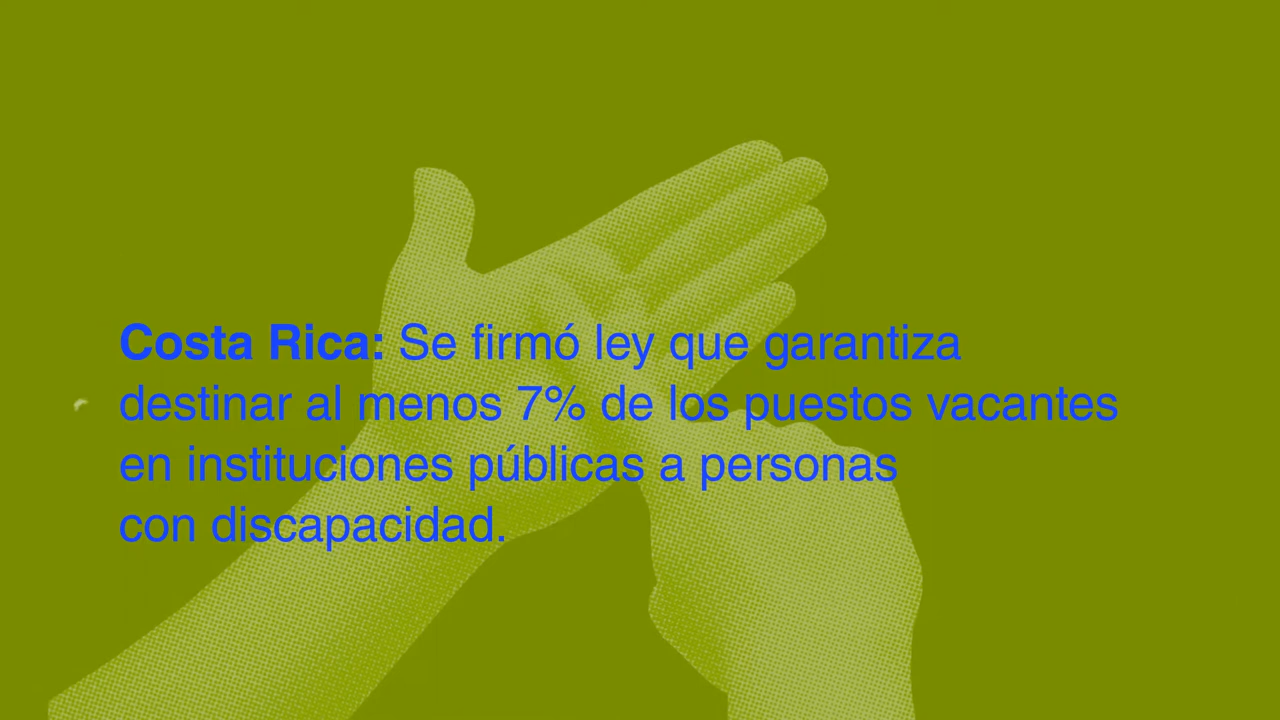 Costa Rica: Se firmó ley que garantiza
destinar al menos 7% de los puestos vacantes
en instituciones públicas a personas
con discapacidad.